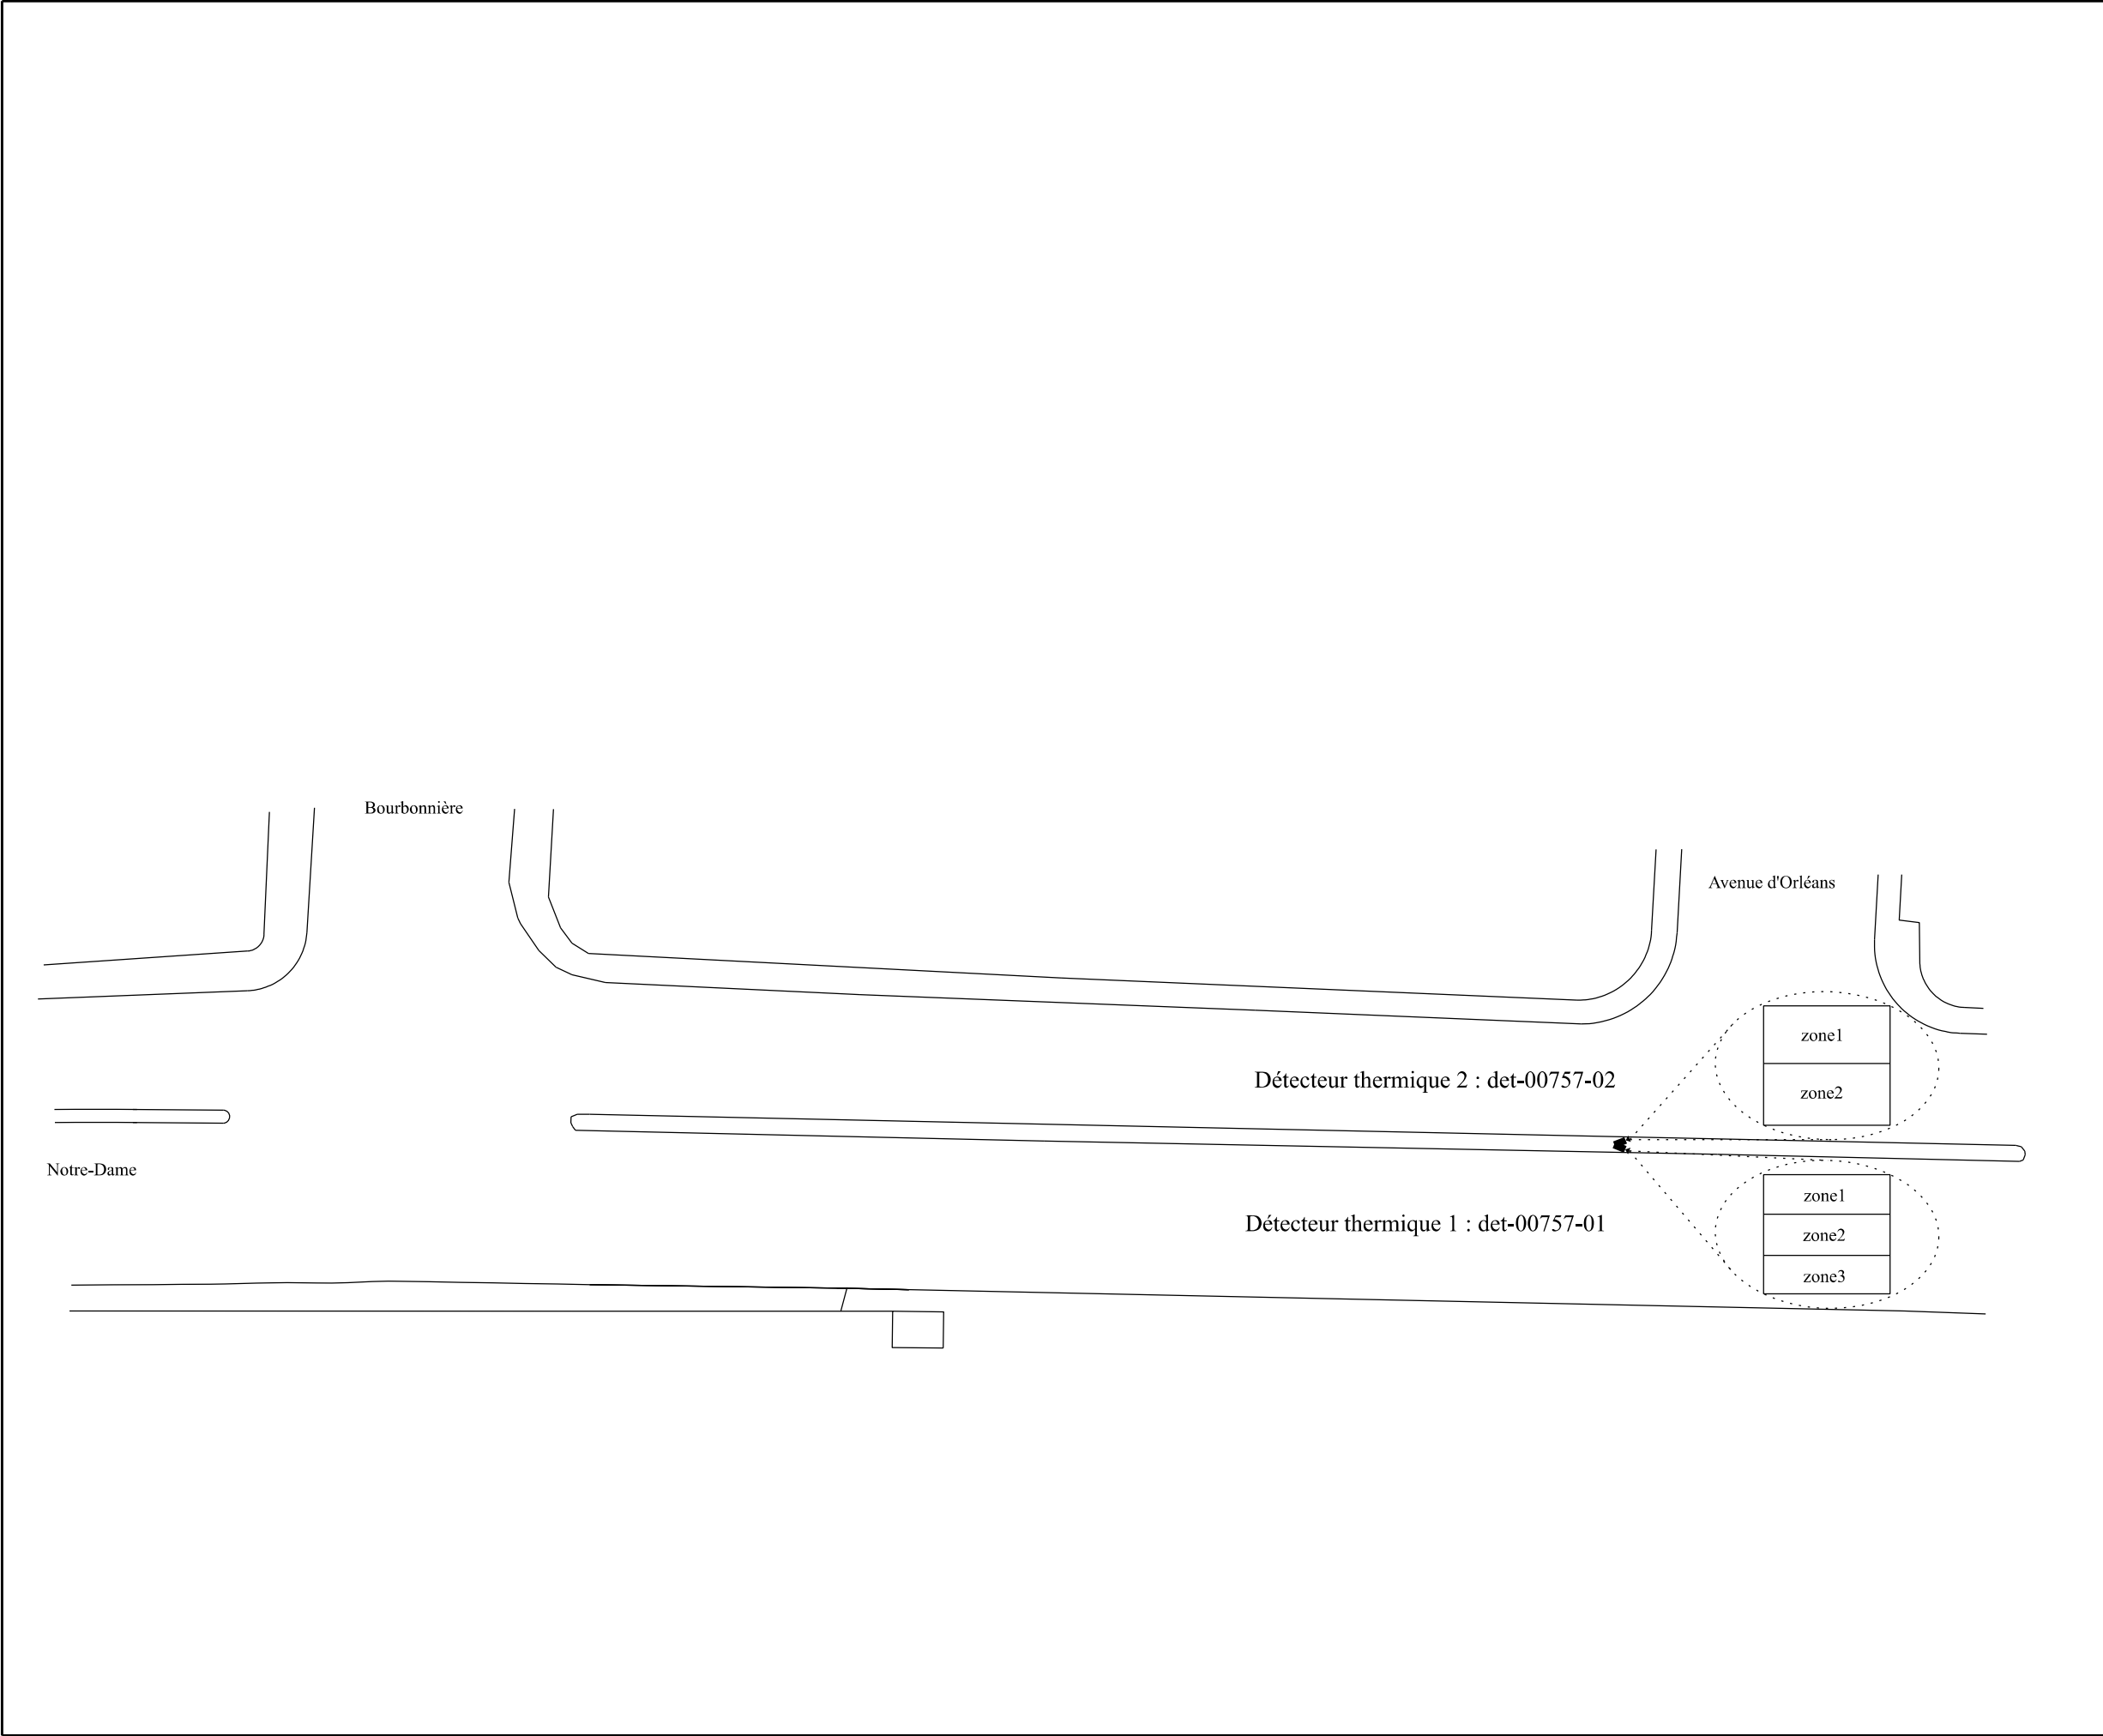 Bourbonnière
Avenue d'Orléans
zone1
Détecteur thermique 2 : det-00757-02
zone2
Notre-Dame
zone1
Détecteur thermique 1 : det-00757-01
zone2
zone3